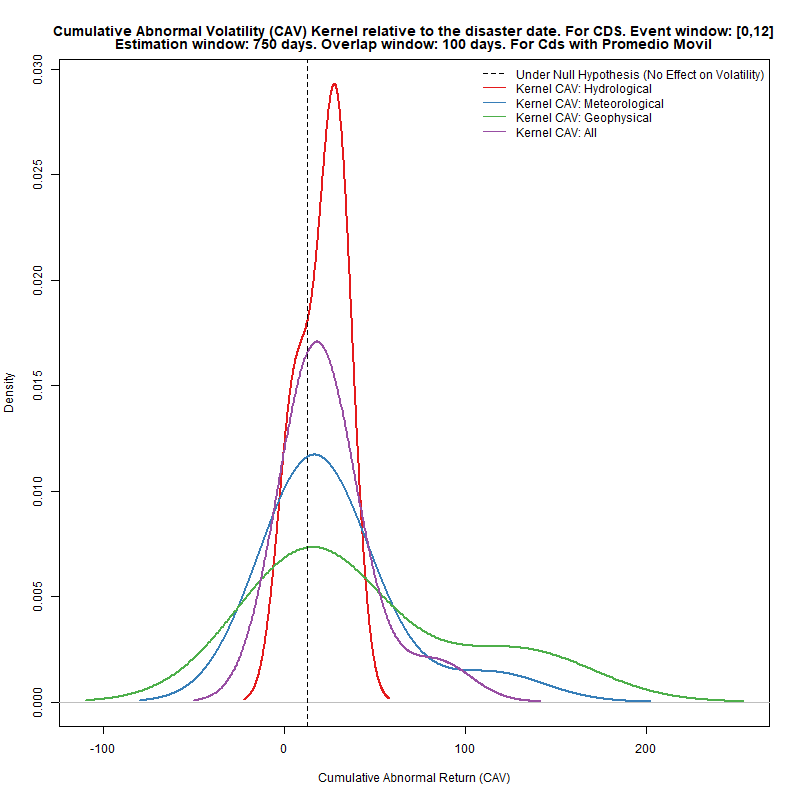 Cumulative Abnormal Volatility (CAV) Kernel relative to the disaster date. For CDS. Event window: [0,12]
Estimation window: 750 days. Overlap window: 100 days. For Cds with Promedio Movil
Under Null Hypothesis (No Effect on Volatility)
Kernel CAV: Hydrological
Kernel CAV: Meteorological
Kernel CAV: Geophysical
Kernel CAV: All
0.030
0.025
0.020
0.015
0.010
0.005
0.000
Density
-100
0
100
200
Cumulative Abnormal Return (CAV)